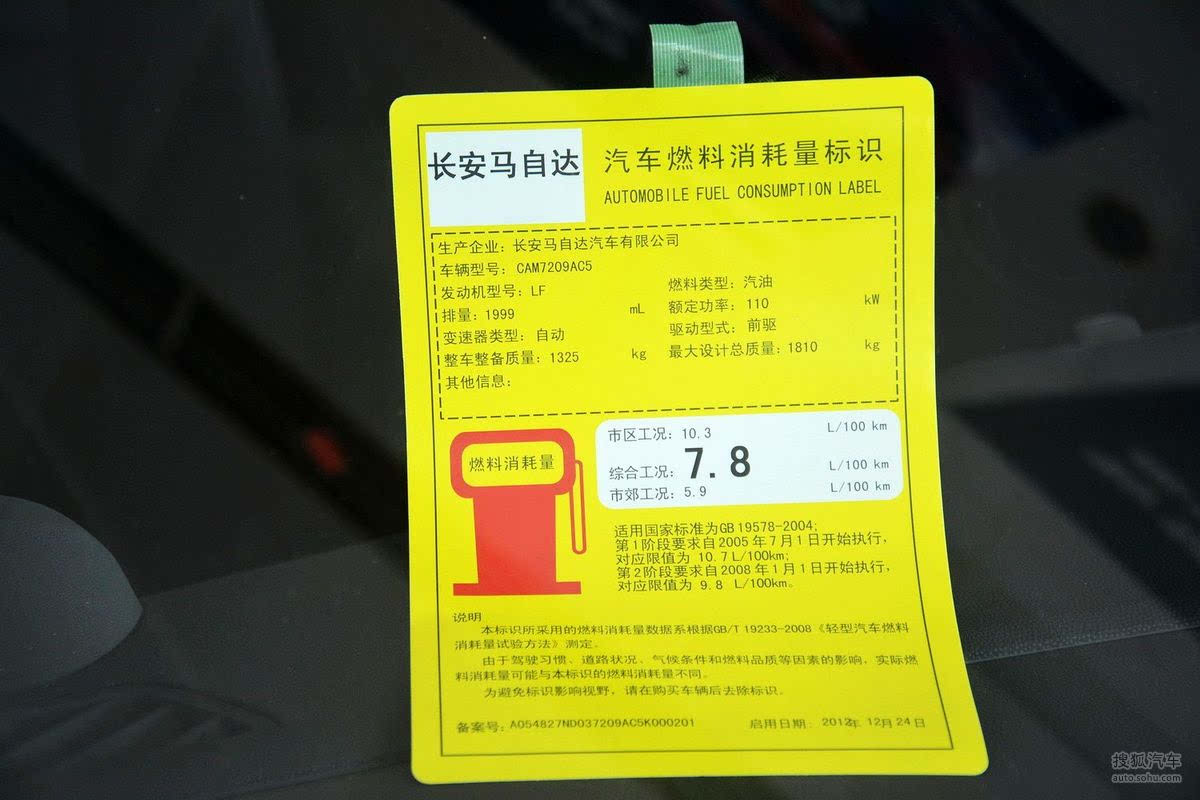 长安马自达
汽车燃料消耗量标识
AUTOMOBILE FUEL CONSUMPTION LABEL
生产企业：长安马自达汽车有限公司
车辆型号：CAM7209AC5
发动机型号：LF
燃料类型：汽油
排量：1999 mL
额定功率：110 kW
变速器类型：自动
驱动型式：前驱
整车整备质量：1325 kg
最大设计总质量：1810 kg
其他信息：
燃料消耗量
市区工况：10.3 L/100 km
综合工况：7.8 L/100 km
市郊工况：5.9 L/100 km
适用国家标准为GB 19578-2004;
第1阶段要求自2005年7月1日开始执行，
对应限值为 10.7 L/100km;
第2阶段要求自2008年1月1日开始执行，
对应限值为 9.8 L/100km。
说明
本标识所采用的燃料消耗量数据系根据GB/T 19233-2008《轻型汽车燃料
消耗量试验方法》测定。
由于驾驶习惯、道路状况、气候条件和燃料品质等因素的影响，实际燃
料消耗量可能与本标识的燃料消耗量不同。
为避免标识影响视野，请在购买车辆后去除标识。
备案号：A054827ND037209AC5K000201
启用日期：2012年12月24日
搜狐汽车
auto.sohu.com